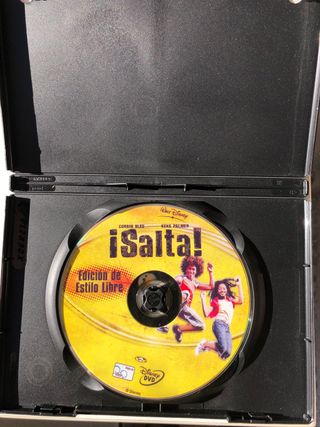 Walt Disney
CORBIN BLEU KEKE PALMER
¡Salta!
Edición de
Estilo Libre
Disney
DVD